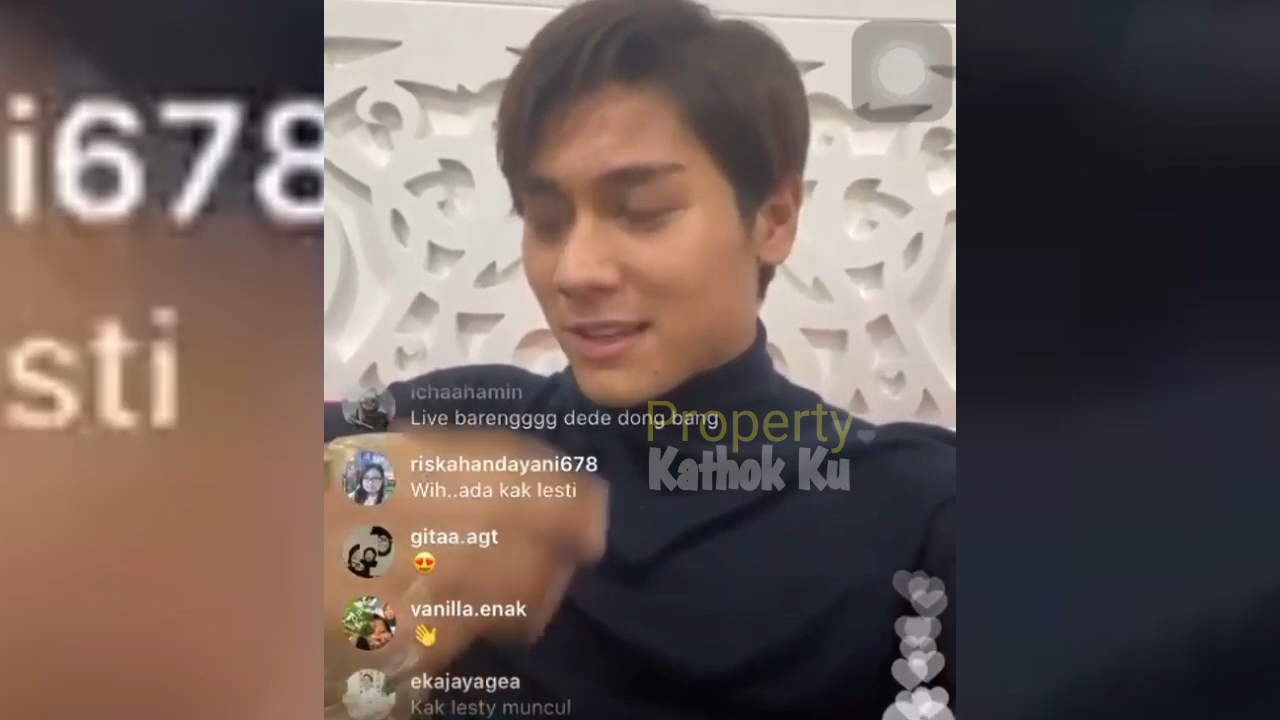 i678
sti
ichaahamin
Live barengggg dede dong bang
Property
Kathok Ku
riskahandayani678
Wih..ada kak lesti
gitaa.agt
😍
vanilla.enak
👋
ekajayagea
Kak lesty muncul